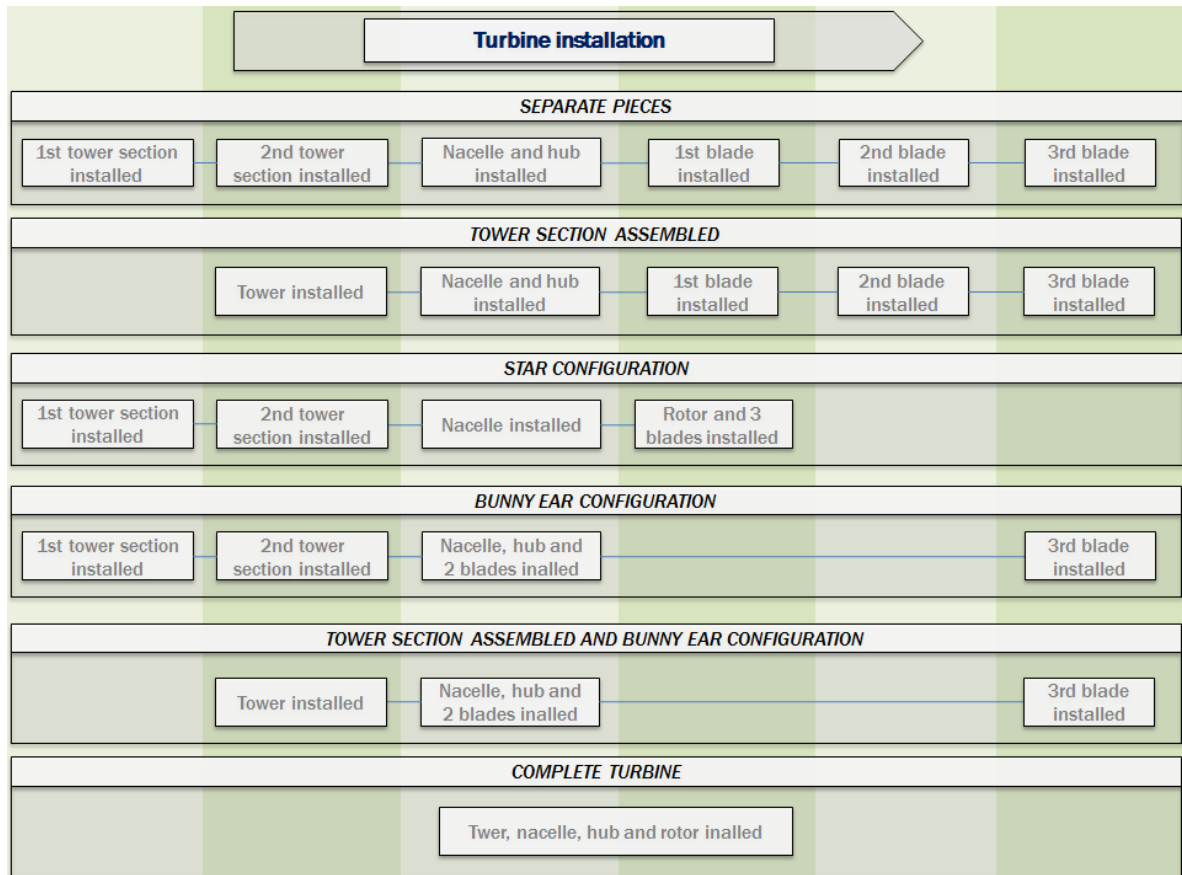 Turbine installation
SEPARATE PIECES
1st tower section
installed
2nd tower
section installed
Nacelle and hub
installed
1st blade
installed
2nd blade
installed
3rd blade
installed
TOWER SECTION ASSEMBLED
Tower installed
Nacelle and hub
installed
1st blade
installed
2nd blade
installed
3rd blade
installed
STAR CONFIGURATION
1st tower section
installed
2nd tower
section installed
Nacelle installed
Rotor and 3
blades installed
BUNNY EAR CONFIGURATION
1st tower section
installed
2nd tower
section installed
Nacelle, hub and
2 blades inalled
3rd blade
installed
TOWER SECTION ASSEMBLED AND BUNNY EAR CONFIGURATION
Tower installed
Nacelle, hub and
2 blades inalled
3rd blade
installed
COMPLETE TURBINE
Twer, nacelle, hub and rotor inalled